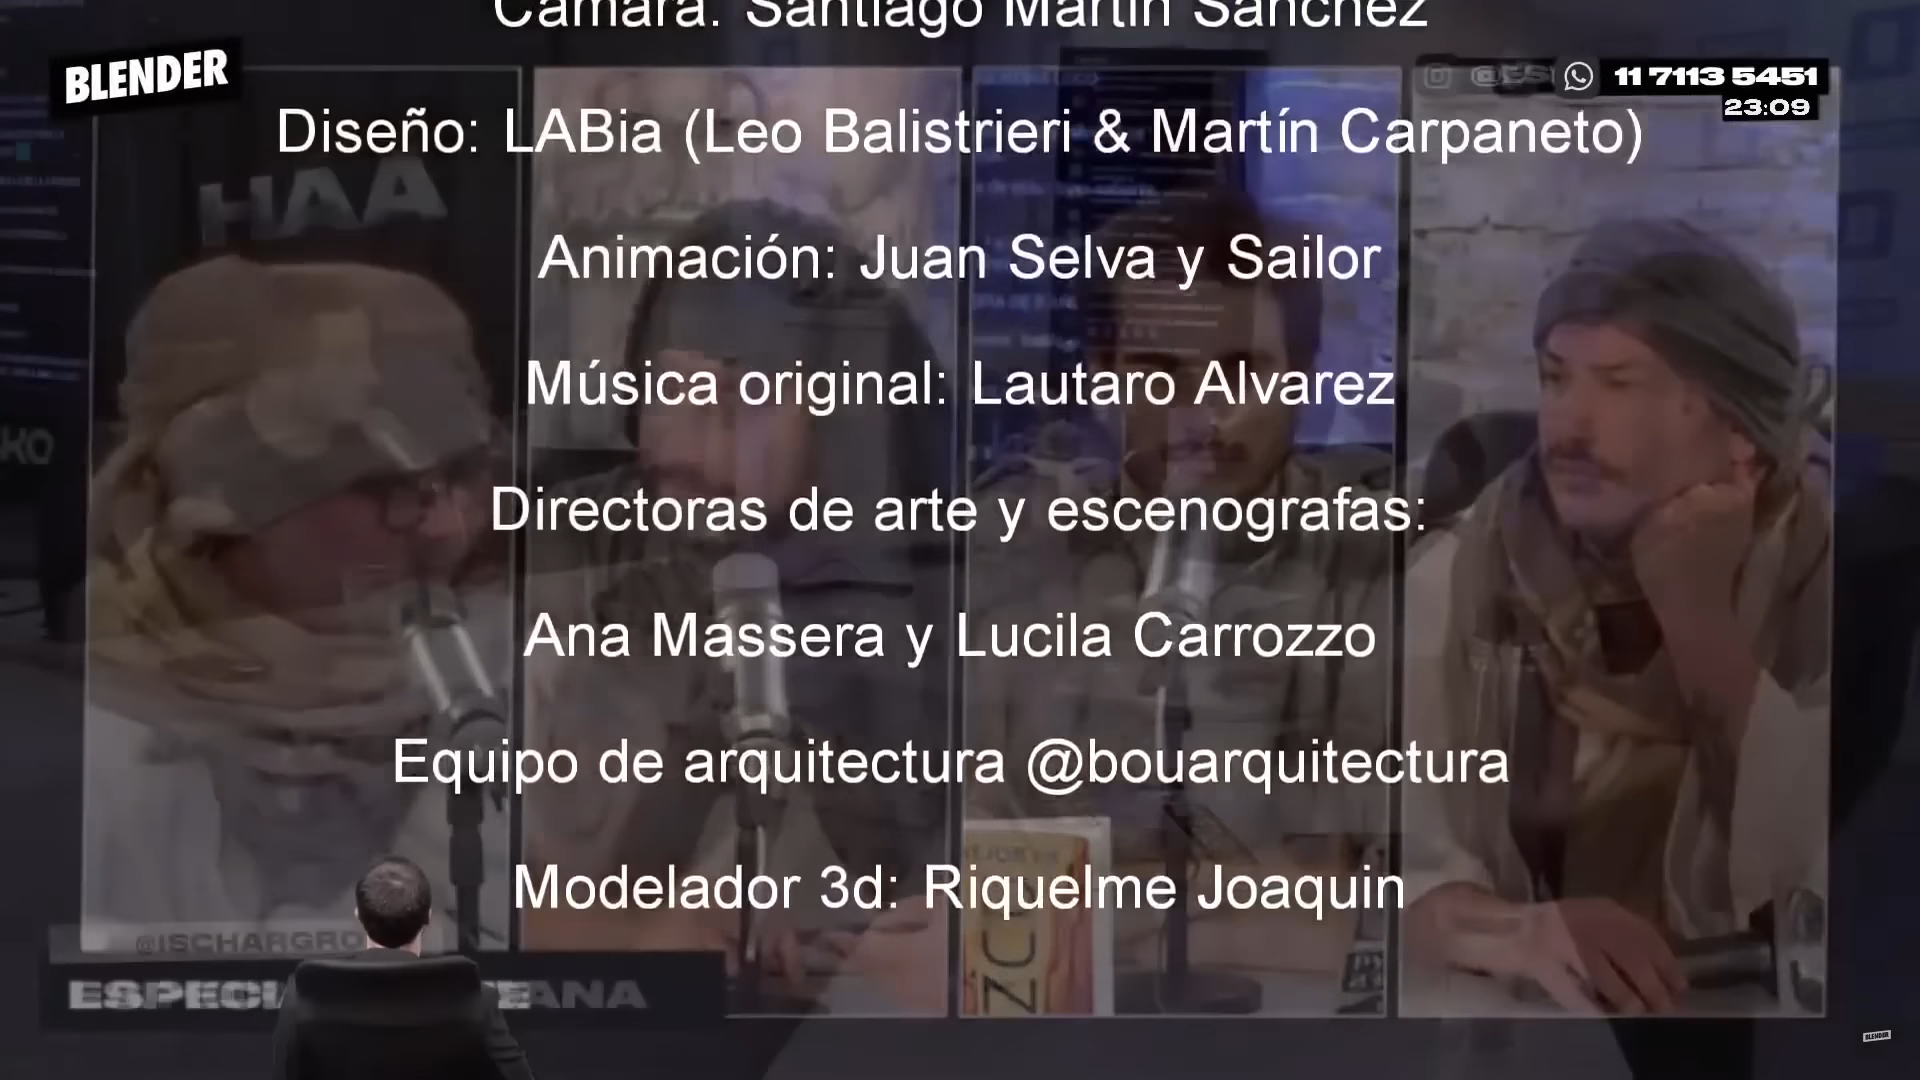 Cámara: Santiago Martín Sánchez
BLENDER
11 7113 5451
23:09
Diseño: LABia (Leo Balistrieri & Martín Carpaneto)
HAA
Animación: Juan Selva y Sailor
Música original: Lautaro Alvarez
Directoras de arte y escenografas:
Ana Massera y Lucila Carrozzo
Equipo de arquitectura @bouarquitectura
Modelador 3d: Riquelme Joaquin
BLENDER